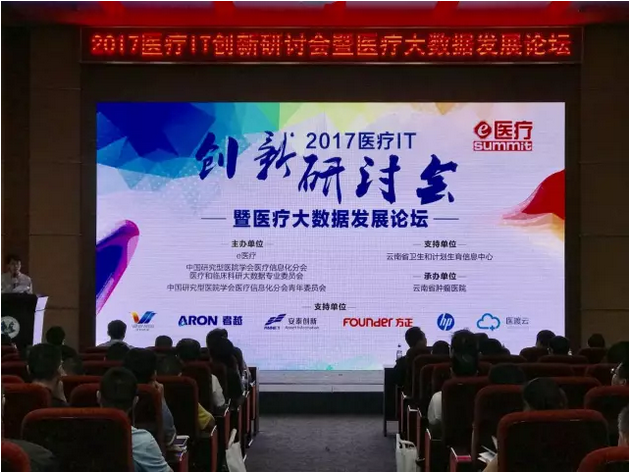 2017医疗IT创新研讨会暨医疗大数据发展论坛
e医疗
summit
2017医疗IT
创新研讨会
暨医疗大数据发展论坛
主办单位
e医疗
中国研究型医院学会医疗信息化分会
医疗和临床科研大数据专业委员会
中国研究型医院学会医疗信息化分会青年委员会
支持单位
云南省卫生和计划生育信息中心
承办单位
云南省肿瘤医院
支持单位
ARON 君越
安泰创新
FOUNDER 方正
hp
医渡云